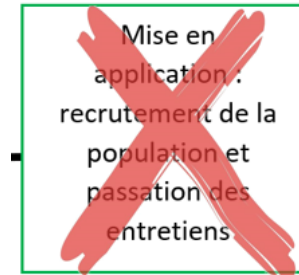 Mise en
application :
recrutement de la
population et
passation des
entretiens